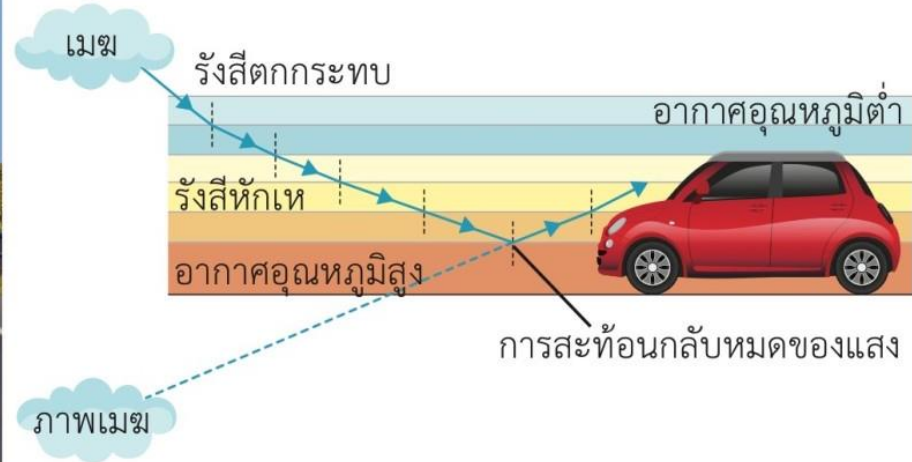 เมฆ
รังสีตกกระทบ
อากาศอุณหภูมิต่ำ
รังสีหักเห
อากาศอุณหภูมิสูง
การสะท้อนกลับหมดของแสง
ภาพเมฆ